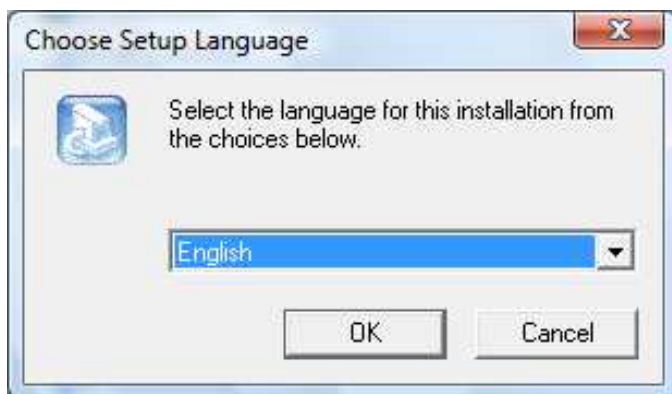 Choose Setup Language
Select the language for this installation from
the choices below.
English
OK
Cancel